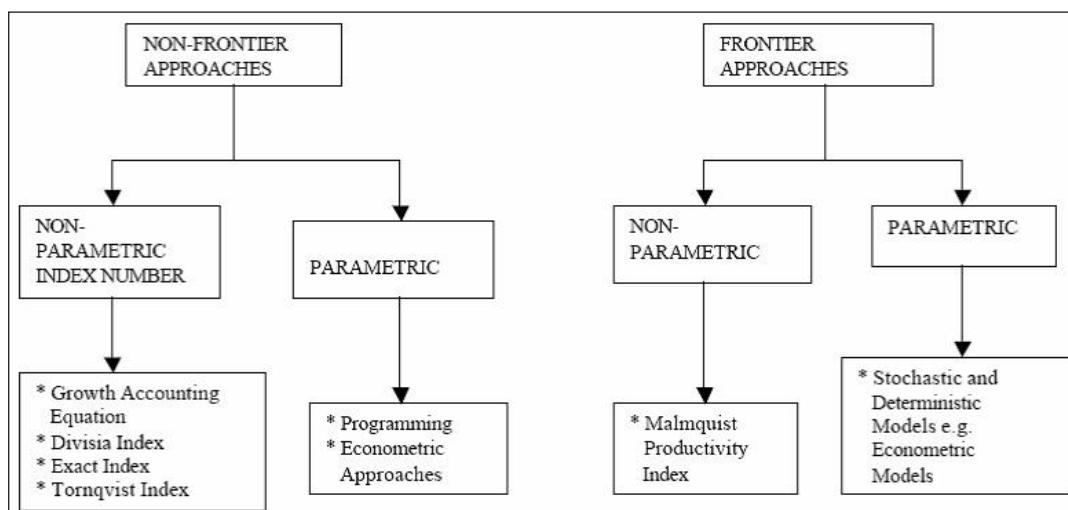 NON-FRONTIER
APPROACHES
FRONTIER
APPROACHES
NON-
PARAMETRIC
INDEX NUMBER
PARAMETRIC
NON-
PARAMETRIC
PARAMETRIC
* Growth Accounting
Equation
* Divisia Index
* Exact Index
* Tornqvist Index
* Programming
* Econometric
Approaches
* Malmquist
Productivity
Index
* Stochastic and
Deterministic
Models e.g.
Econometric
Models